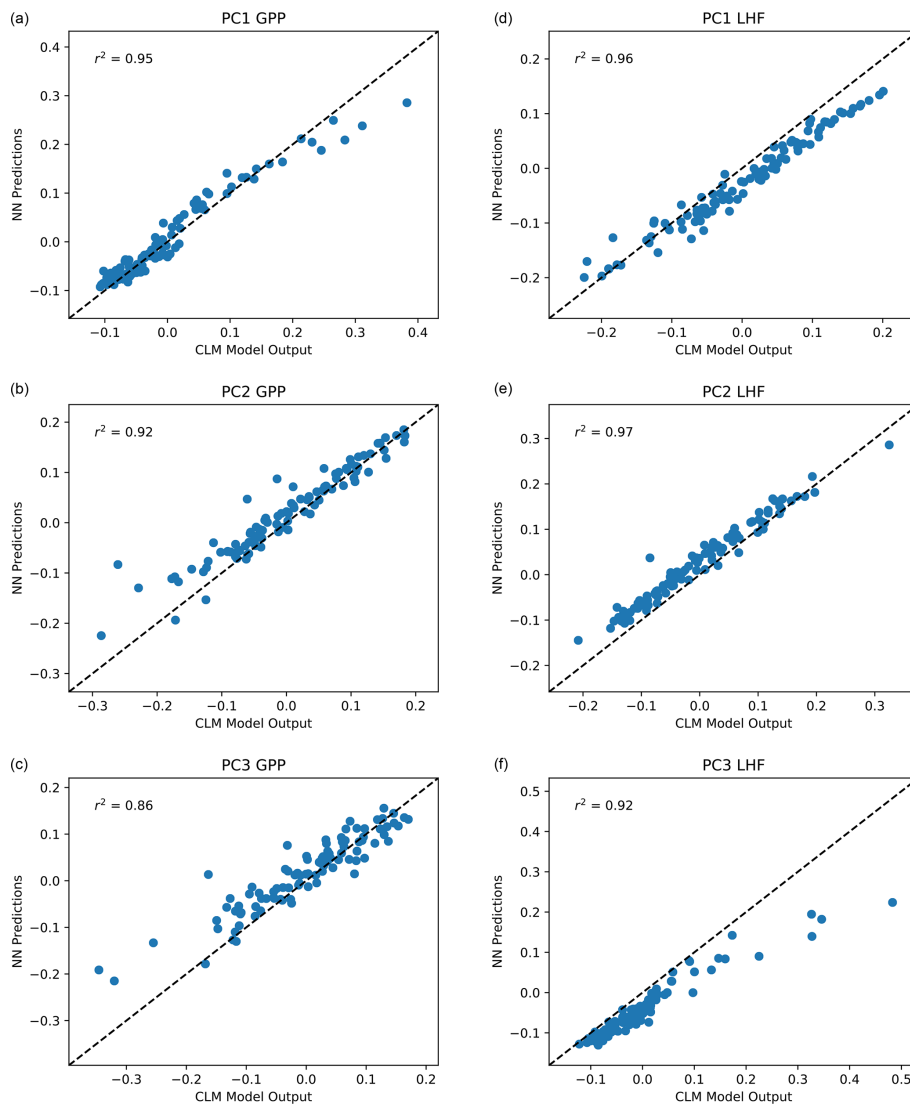 (a)
PC1 GPP
r² = 0.95
0.4
0.3
0.2
0.1
0.0
−0.1
−0.1 0.0 0.1 0.2 0.3 0.4
NN Predictions
CLM Model Output
(d)
PC1 LHF
r² = 0.96
0.2
0.1
0.0
−0.1
−0.2
−0.2 −0.1 0.0 0.1 0.2
NN Predictions
CLM Model Output
(b)
PC2 GPP
r² = 0.92
0.2
0.1
0.0
−0.1
−0.2
−0.3
−0.3 −0.2 −0.1 0.0 0.1 0.2
NN Predictions
CLM Model Output
(e)
PC2 LHF
r² = 0.97
0.3
0.2
0.1
0.0
−0.1
−0.2
−0.2 −0.1 0.0 0.1 0.2 0.3
NN Predictions
CLM Model Output
(c)
PC3 GPP
r² = 0.86
0.2
0.1
0.0
−0.1
−0.2
−0.3
−0.3 −0.2 −0.1 0.0 0.1 0.2
NN Predictions
CLM Model Output
(f)
PC3 LHF
r² = 0.92
0.5
0.4
0.3
0.2
0.1
0.0
−0.1
−0.1 0.0 0.1 0.2 0.3 0.4 0.5
NN Predictions
CLM Model Output